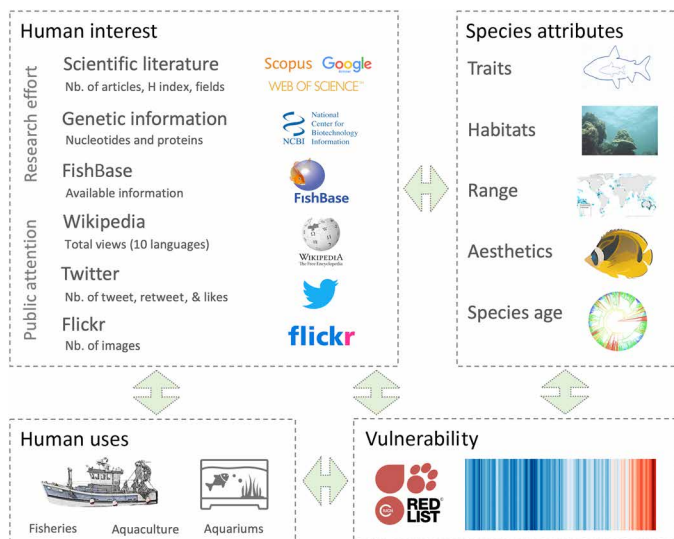 Human interest
Research effort
Scientific literature
Nb. of articles, H index, fields
Scopus Google
WEB OF SCIENCE™
Genetic information
Nucleotides and proteins
NCBI
National
Center for
Biotechnology
Information
FishBase
Available information
FishBase
Public attention
Wikipedia
Total views (10 languages)
WIKIPEDIA
The Free Encyclopedia
Twitter
Nb. of tweet, retweet, & likes
Flickr
Nb. of images
flickr
Species attributes
Traits
Habitats
Range
Aesthetics
Species age
Human uses
Fisheries
Aquaculture
Aquariums
Vulnerability
RED
LIST